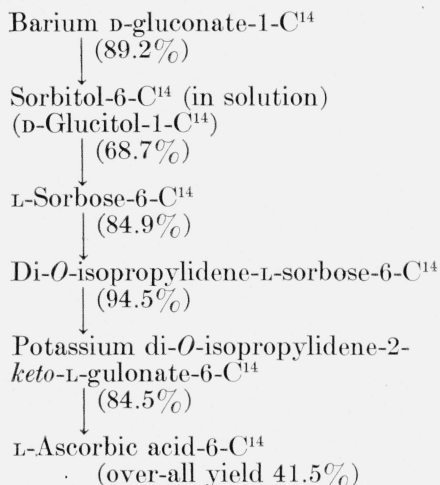 Barium D-gluconate-1-C¹⁴
(89.2%)
Sorbitol-6-C¹⁴ (in solution)
(D-Glucitol-1-C¹⁴)
(68.7%)
L-Sorbose-6-C¹⁴
(84.9%)
Di-O-isopropylidene-L-sorbose-6-C¹⁴
(94.5%)
Potassium di-O-isopropylidene-2-
keto-L-gulonate-6-C¹⁴
(84.5%)
L-Ascorbic acid-6-C¹⁴
(over-all yield 41.5%)